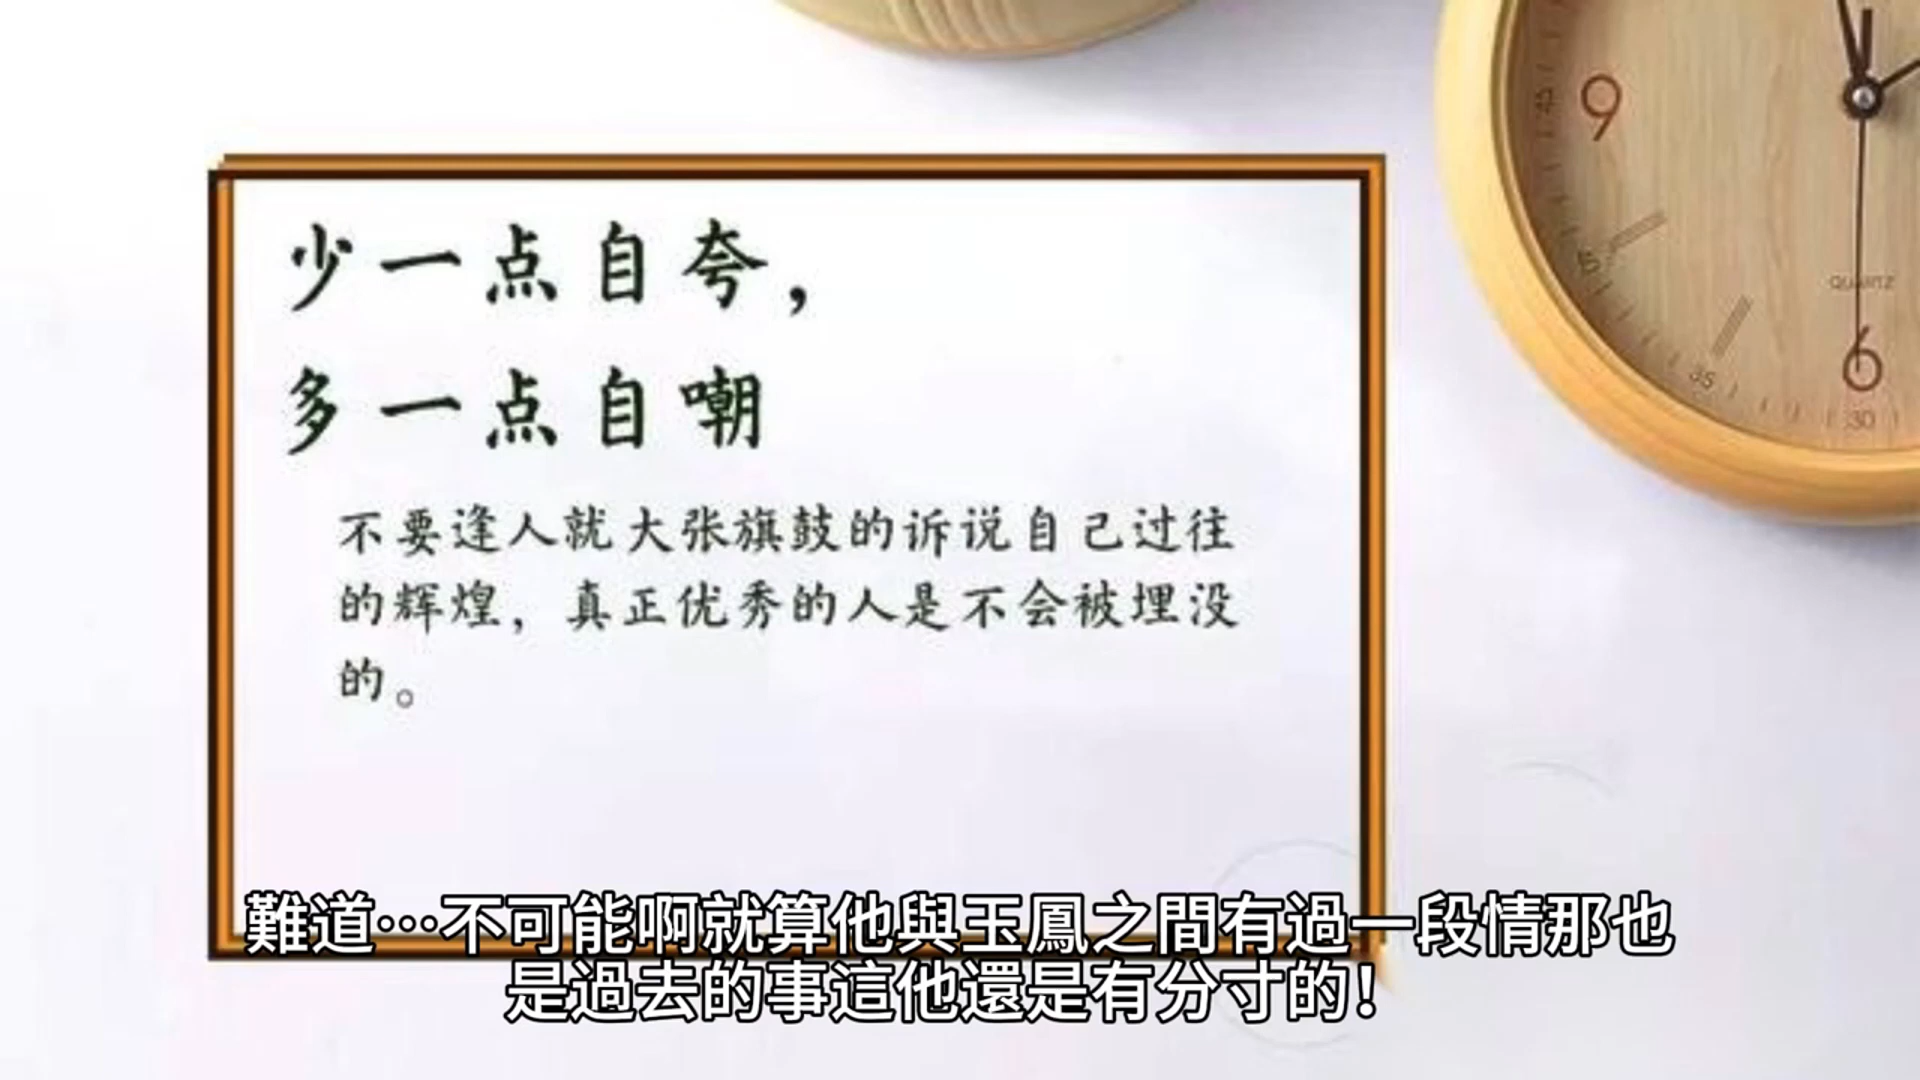 少一点自夸，
多一点自嘲
不要逢人就大张旗鼓的诉说自己过往
的辉煌，真正优秀的人是不会被埋没
的。
難道…不可能啊就算他與玉鳳之間有過一段情那也
是過去的事這他還是有分寸的！
9
QUARTZ
6
35
30